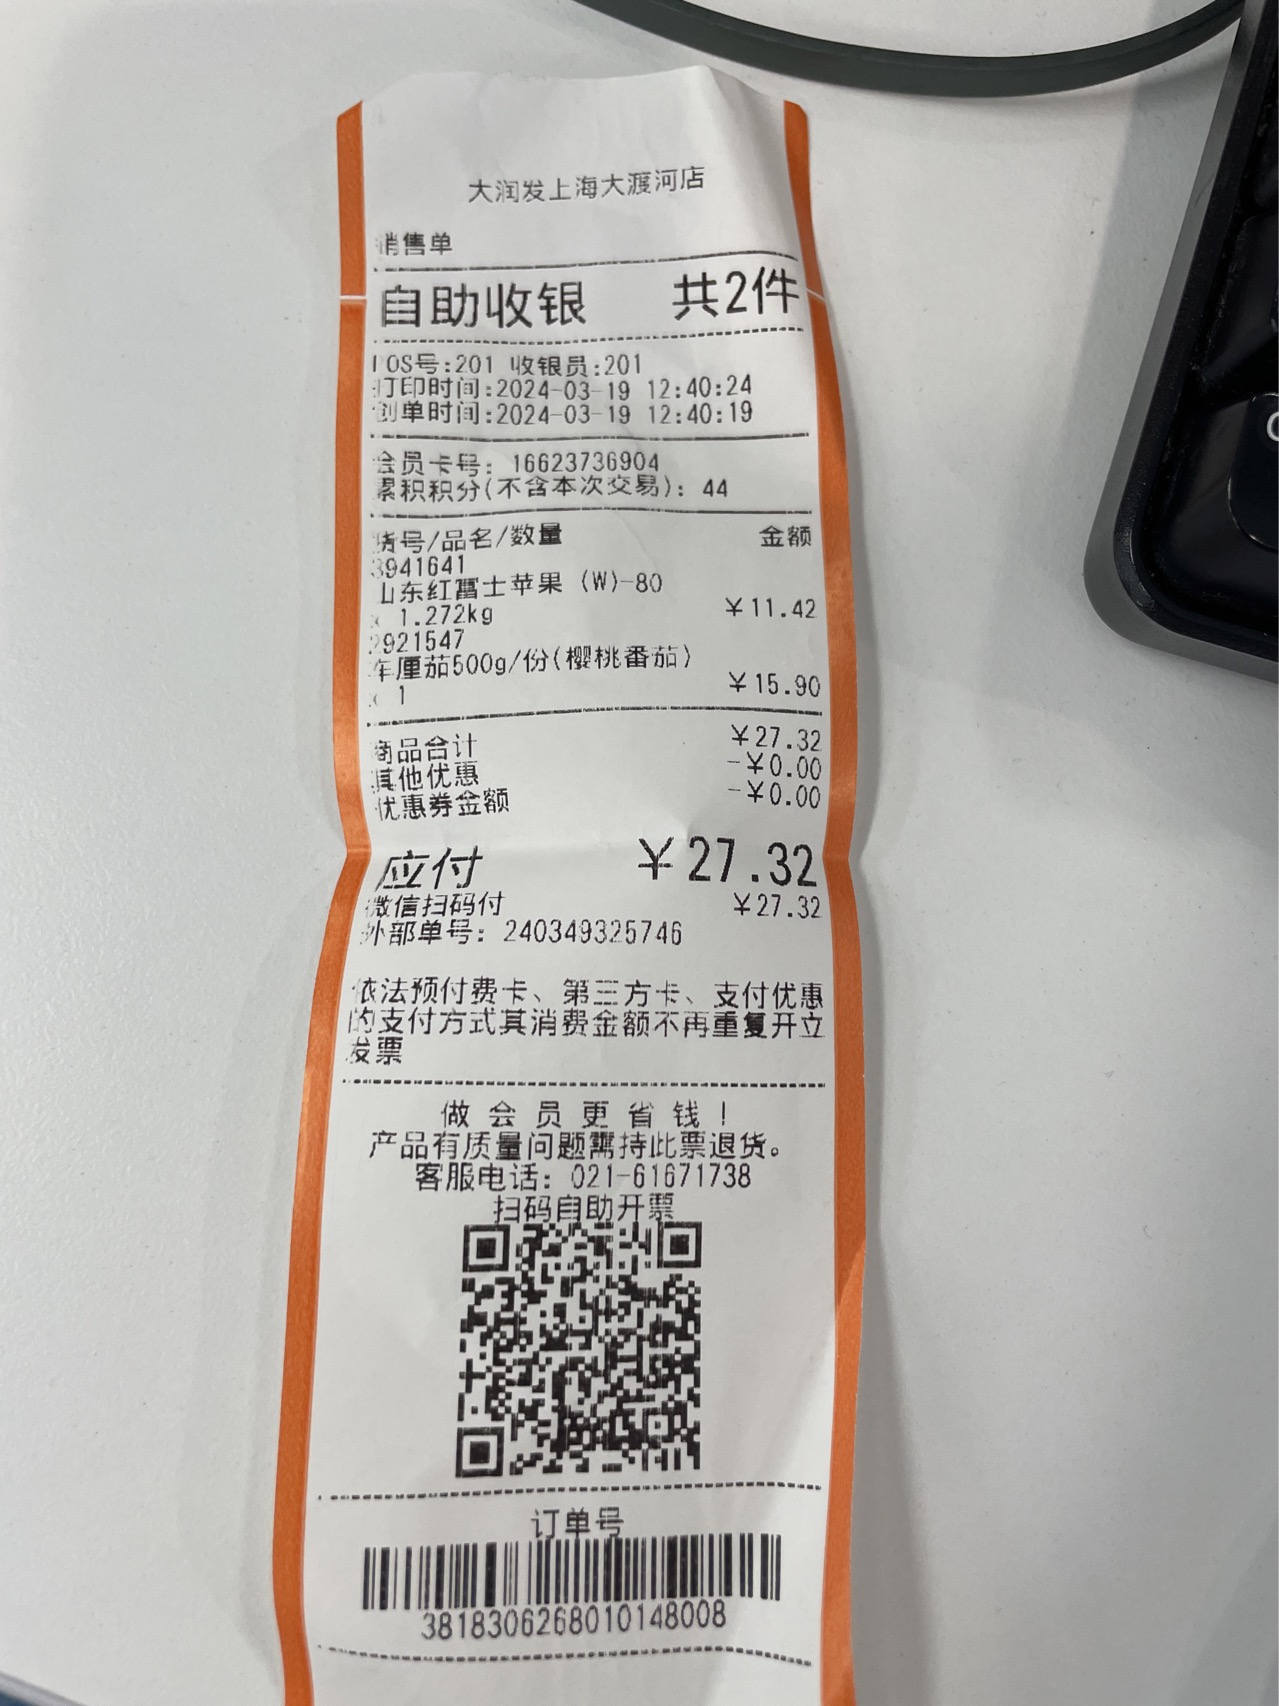 大润发上海大渡河店
销售单
自助收银 共2件
POS号:201 收银员:201
打印时间:2024-03-19 12:40:24
创单时间:2024-03-19 12:40:19
会员卡号: 16623736904
累积积分(不含本次交易): 44
货号/品名/数量 金额
3941641
山东红富士苹果 (W)-80
x 1.272kg ¥11.42
2921547
车厘茄500g/份(樱桃番茄)
x 1 ¥15.90
商品合计 ¥27.32
其他优惠 -¥0.00
优惠券金额 -¥0.00
应付 ¥27.32
微信扫码付 ¥27.32
外部单号: 240349325746
依法预付费卡、第三方卡、支付优惠
的支付方式其消费金额不再重复开立
发票
做会员更省钱!
产品有质量问题需持此票退货。
客服电话: 021-61671738
扫码自助开票
订单号
3818306268010148008